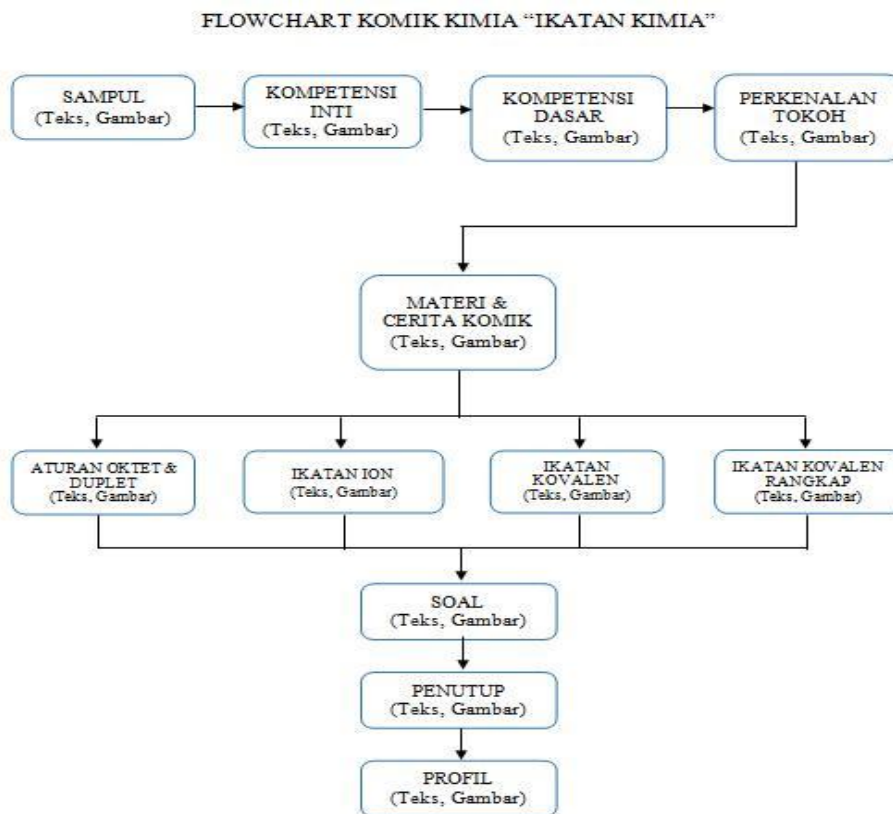 FLOWCHART KOMIK KIMIA “IKATAN KIMIA”
SAMPUL
(Teks, Gambar)
KOMPETENSI
INTI
(Teks, Gambar)
KOMPETENSI
DASAR
(Teks, Gambar)
PERKENALAN
TOKOH
(Teks, Gambar)
MATERI &
CERITA KOMIK
(Teks, Gambar)
ATURAN OKTET &
DUPLET
(Teks, Gambar)
IKATAN ION
(Teks, Gambar)
IKATAN
KOVALEN
(Teks, Gambar)
IKATAN KOVALEN
RANGKAP
(Teks, Gambar)
SOAL
(Teks, Gambar)
PENUTUP
(Teks, Gambar)
PROFIL
(Teks, Gambar)